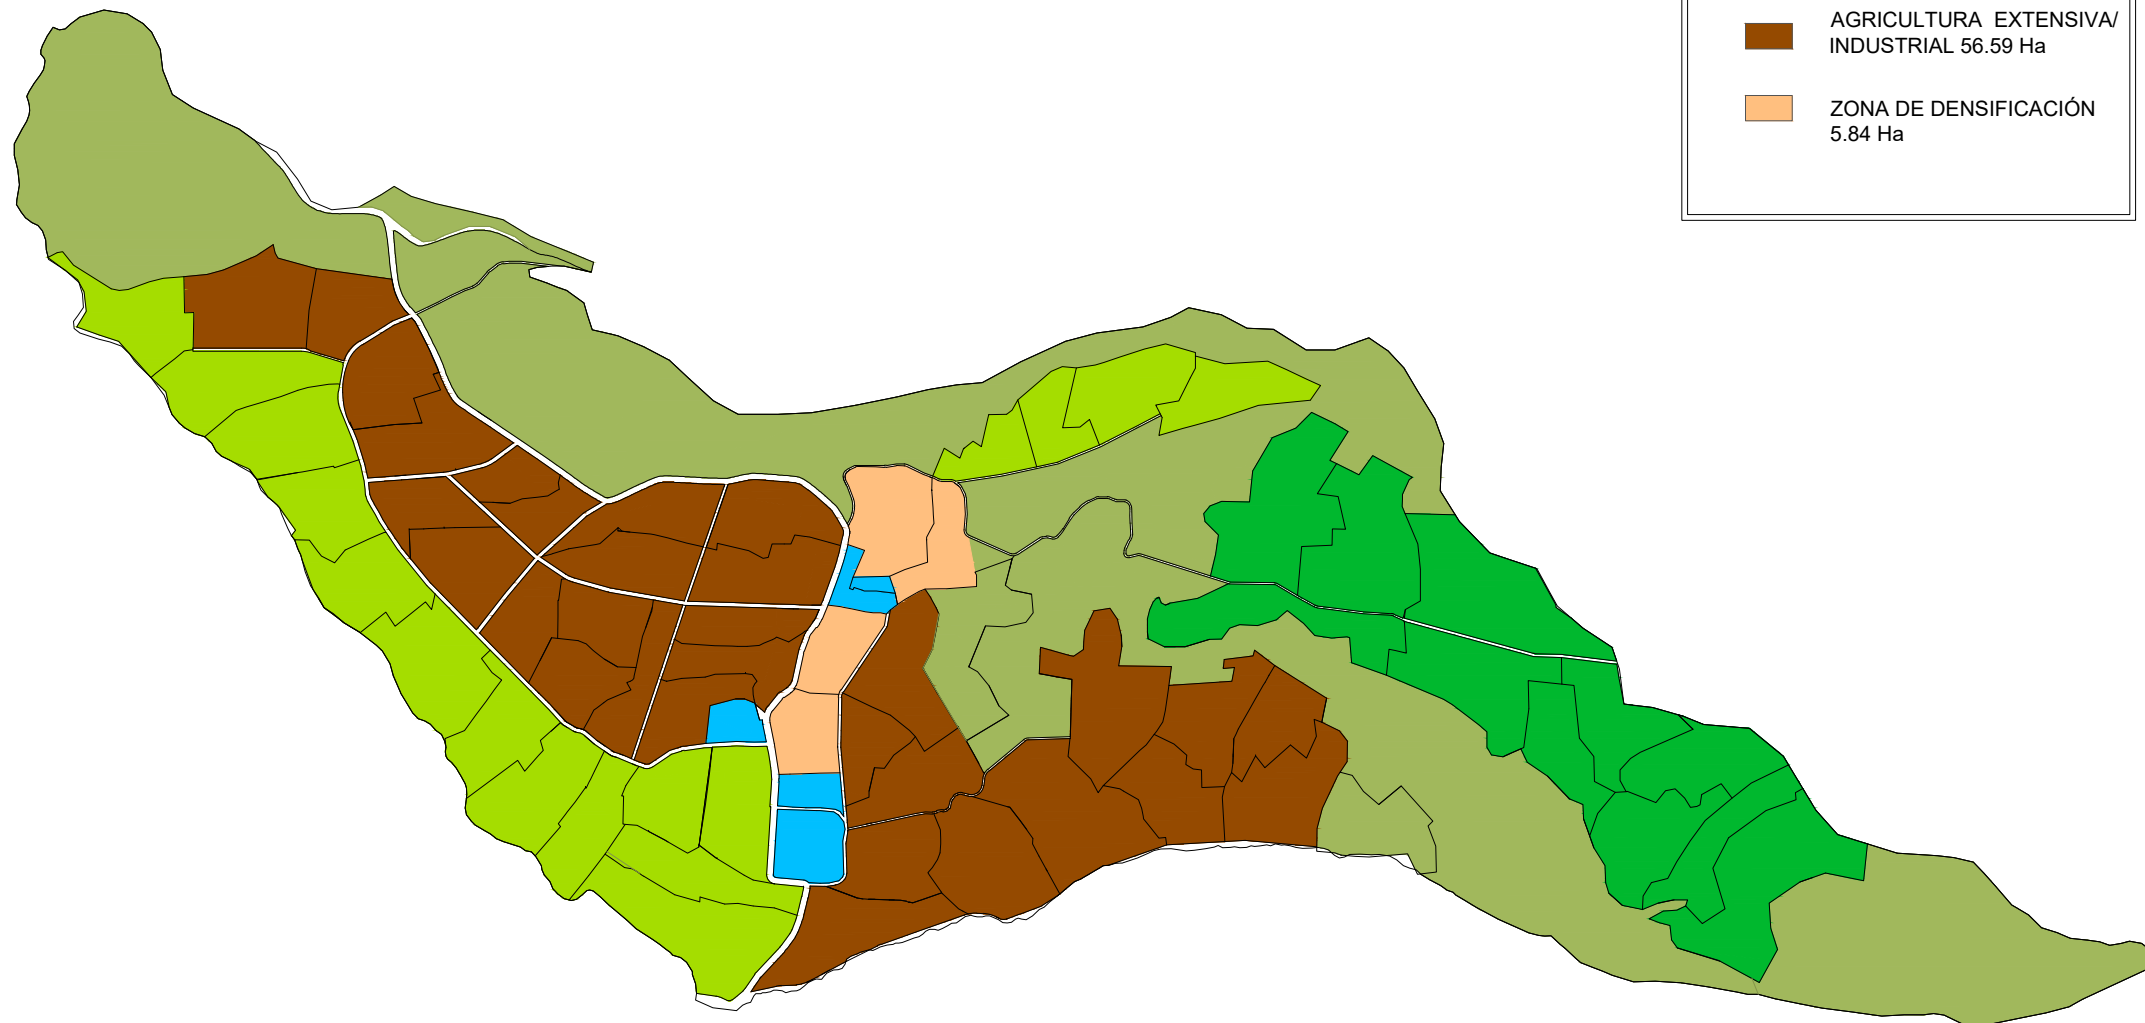 AGRICULTURA EXTENSIVA/
INDUSTRIAL 56.59 Ha
ZONA DE DENSIFICACIÓN
5.84 Ha